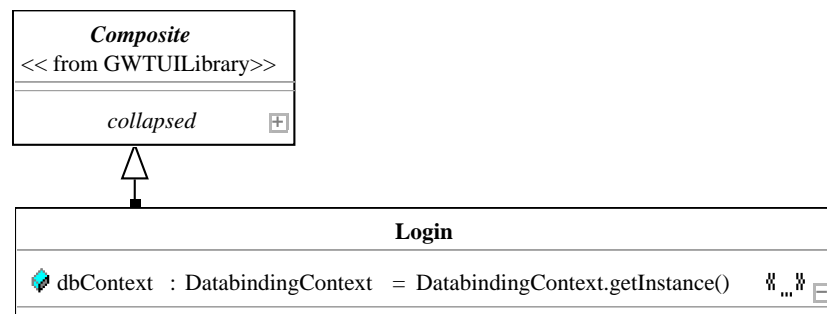 Composite
<< from GWTUILibrary>>
collapsed
Login
dbContext : DatabindingContext = DatabindingContext.getInstance() {...}